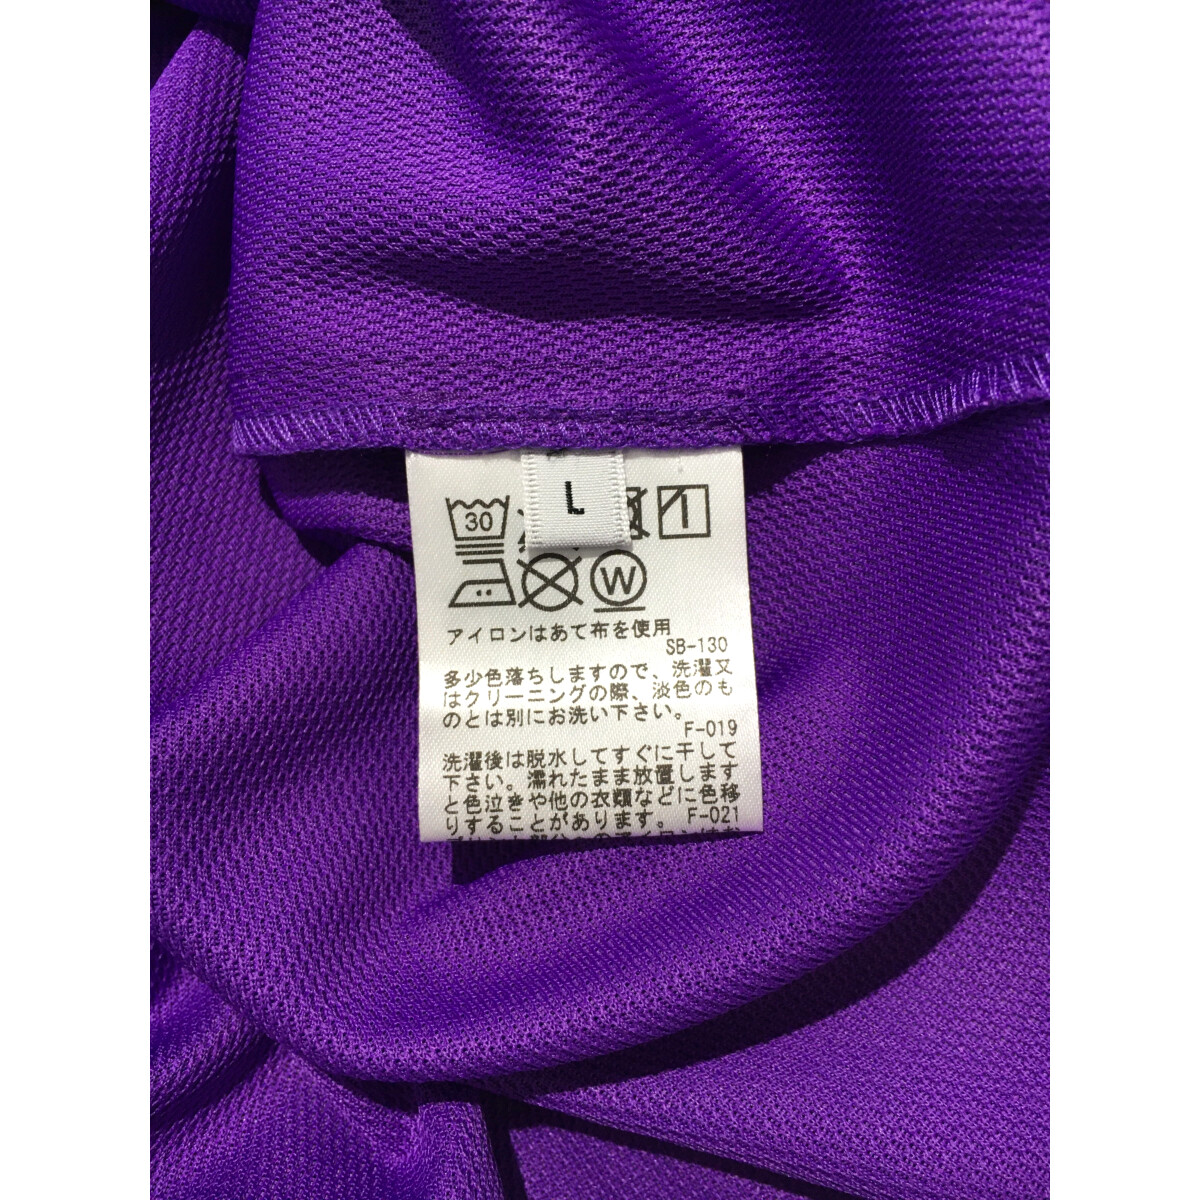 L
30
W
アイロンはあて布を使用
SB-130
多少色落ちしますので、洗濯又
はクリーニングの際、淡色のも
のとは別にお洗い下さい。
F-019
洗濯後は脱水してすぐに干して
下さい。濡れたまま放置します
と色泣きや他の衣類などに色移
りすることがあります。 F-021